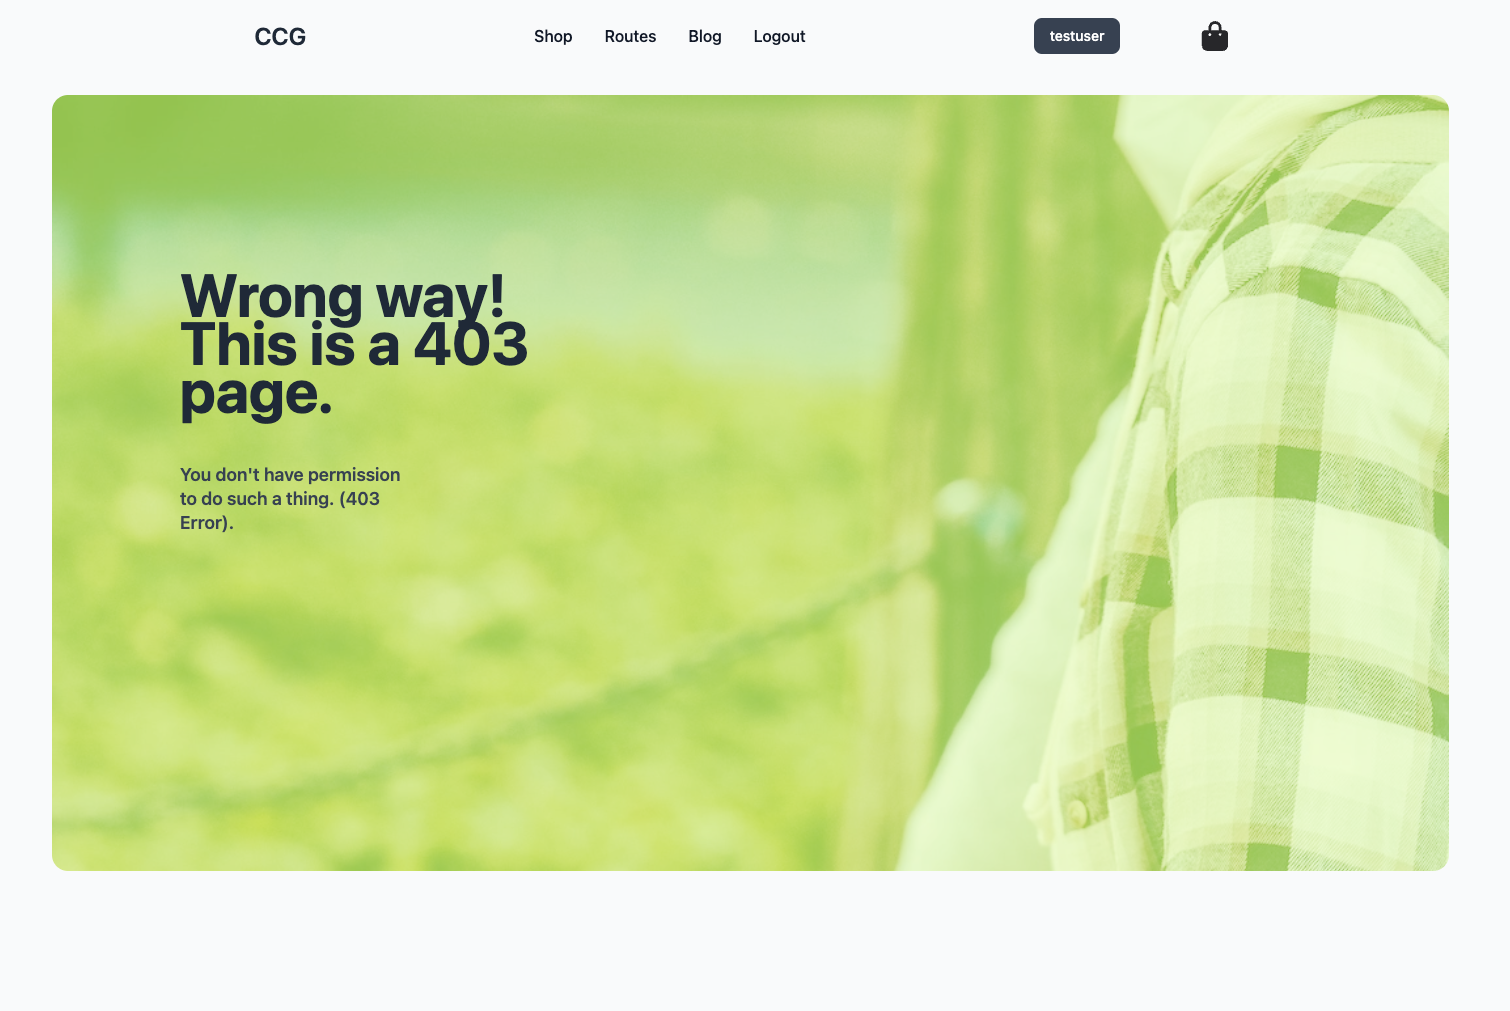 CCG
Shop
Routes
Blog
Logout
testuser
Wrong way!
This is a 403
page.
You don't have permission
to do such a thing. (403
Error).